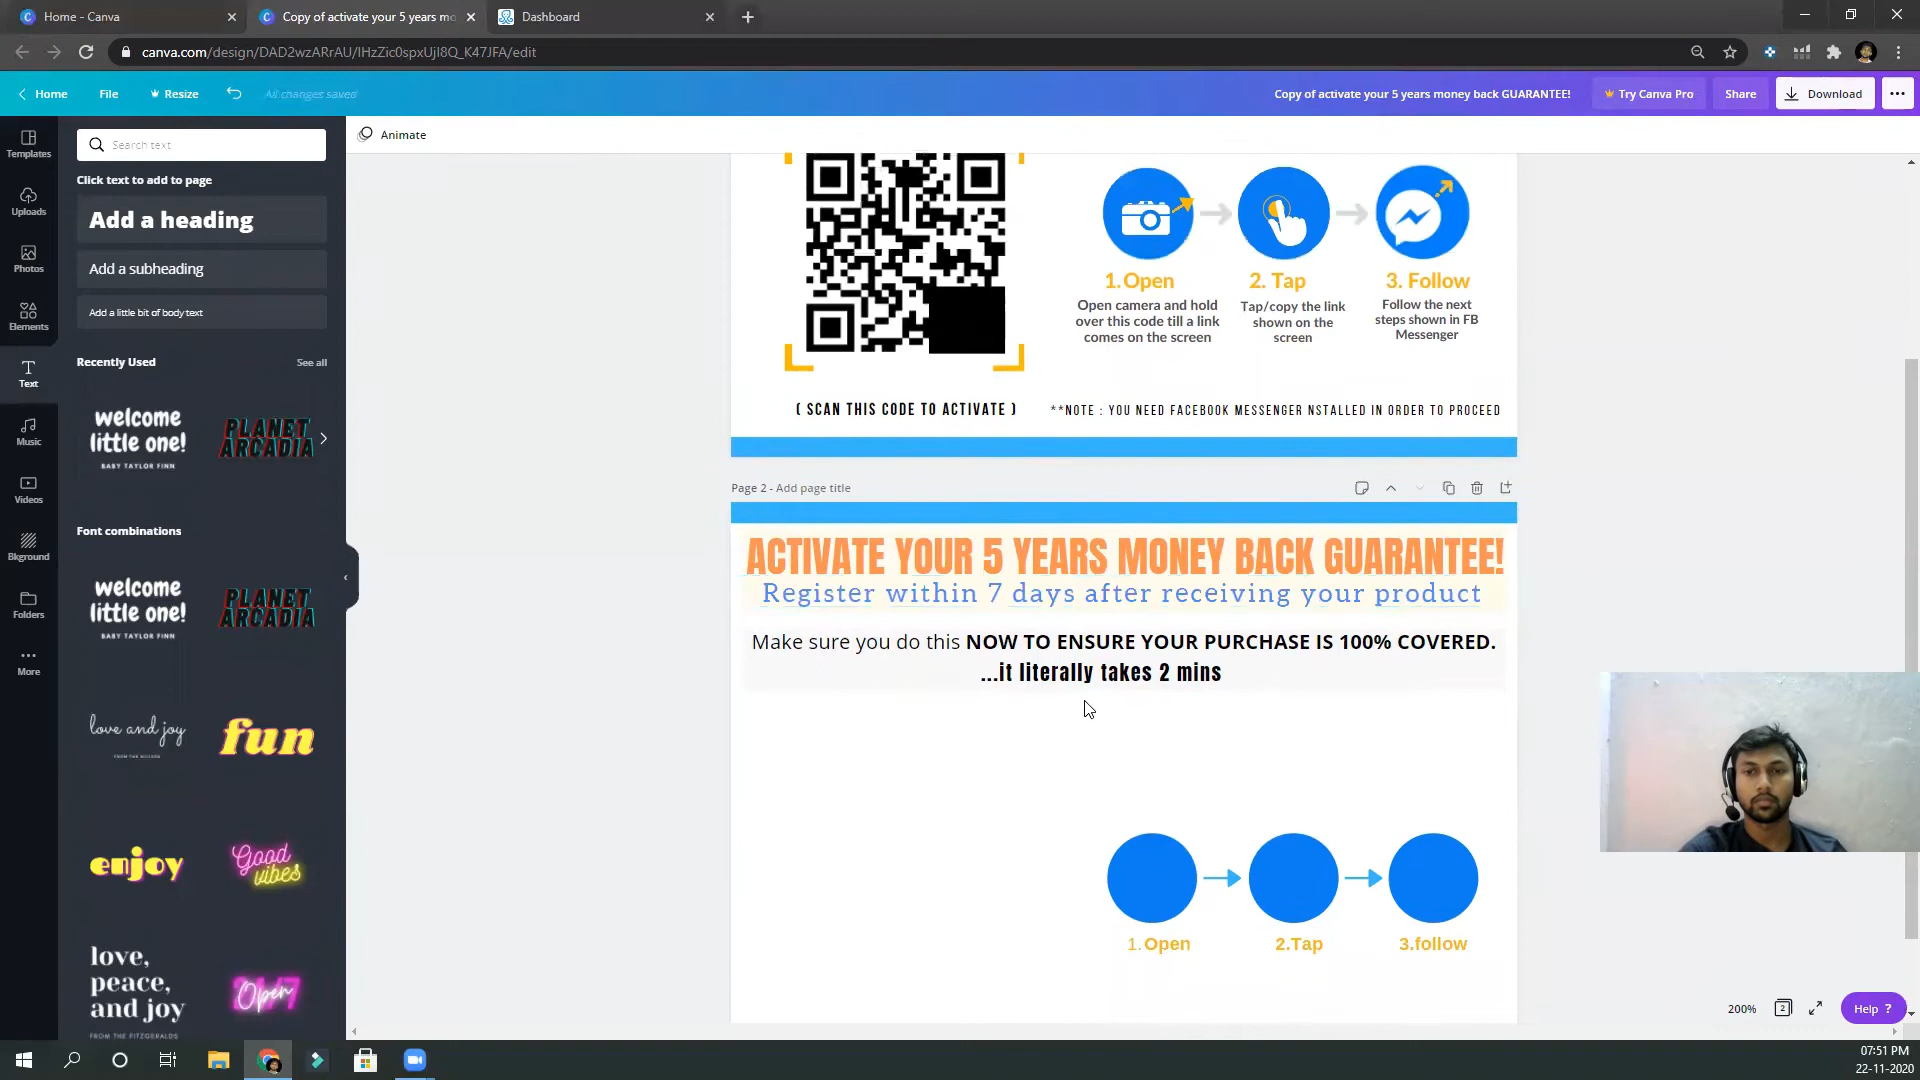 Home - Canva
Copy of activate your 5 years mo
Dashboard
canva.com/design/DAD2wzARrAU/lHzZic0spxUjI8Q_K47JFA/edit
Home
File
Resize
All changes saved
Copy of activate your 5 years money back GUARANTEE!
Try Canva Pro
Share
Download
Templates
Uploads
Photos
Elements
Text
Music
Videos
Bkground
Folders
More
Search text
Click text to add to page
Add a heading
Add a subheading
Add a little bit of body text
Recently Used
See all
welcome
little one!
BABY TAYLOR FINN
PLANET
ARCADIA
Font combinations
welcome
little one!
BABY TAYLOR FINN
PLANET
ARCADIA
love and joy
fun
enjoy
Good
vibes
love,
peace,
and joy
FROM THE FITZGERALDS
24/7
Open
Animate
1.Open
Open camera and hold
over this code till a link
comes on the screen
2. Tap
Tap/copy the link
shown on the
screen
3. Follow
Follow the next
steps shown in FB
Messenger
( SCAN THIS CODE TO ACTIVATE )
**NOTE : YOU NEED FACEBOOK MESSENGER NSTALLED IN ORDER TO PROCEED
Page 2 - Add page title
ACTIVATE YOUR 5 YEARS MONEY BACK GUARANTEE!
Register within 7 days after receiving your product
Make sure you do this NOW TO ENSURE YOUR PURCHASE IS 100% COVERED.
...it literally takes 2 mins
1.Open
2.Tap
3.follow
200%
2
Help ?
07:51 PM
22-11-2020